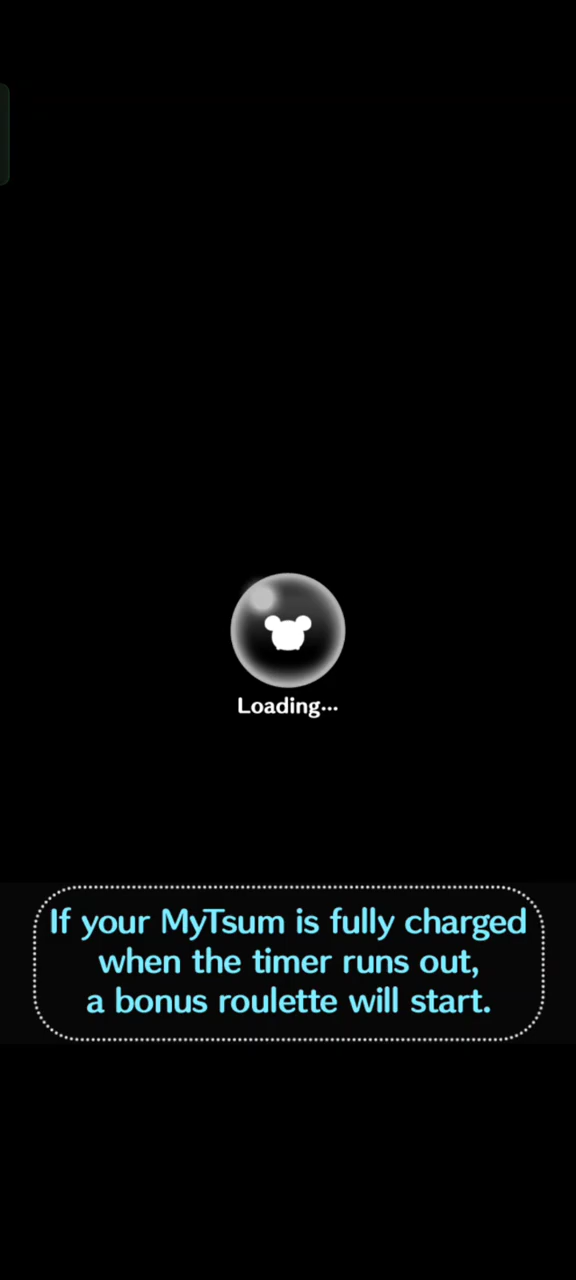 Loading…
If your MyTsum is fully charged
when the timer runs out,
a bonus roulette will start.